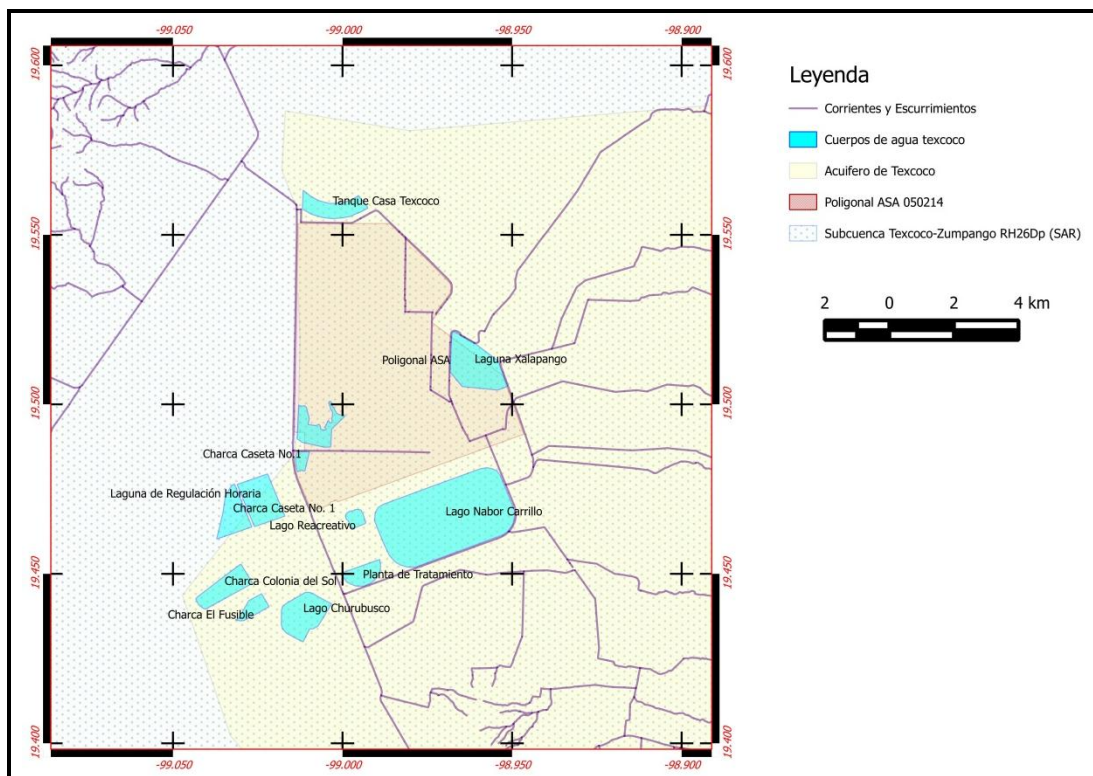 -99.050
-99.000
-98.950
-98.900
19.600
19.550
19.500
19.450
19.400
Tanque Casa Texcoco
Poligonal ASA
Laguna Xalapango
Charca Caseta No.1
Laguna de Regulación Horaria
Charca Caseta No. 1
Lago Reacreativo
Lago Nabor Carrillo
Planta de Tratamiento
Charca Colonia del Sol
Charca El Fusible
Lago Churubusco
19.600
19.550
19.500
19.450
19.400
-99.050
-99.000
-98.950
-98.900
Leyenda
Corrientes y Escurrimientos
Cuerpos de agua texcoco
Acuifero de Texcoco
Poligonal ASA 050214
Subcuenca Texcoco-Zumpango RH26Dp (SAR)
2 0 2 4 km